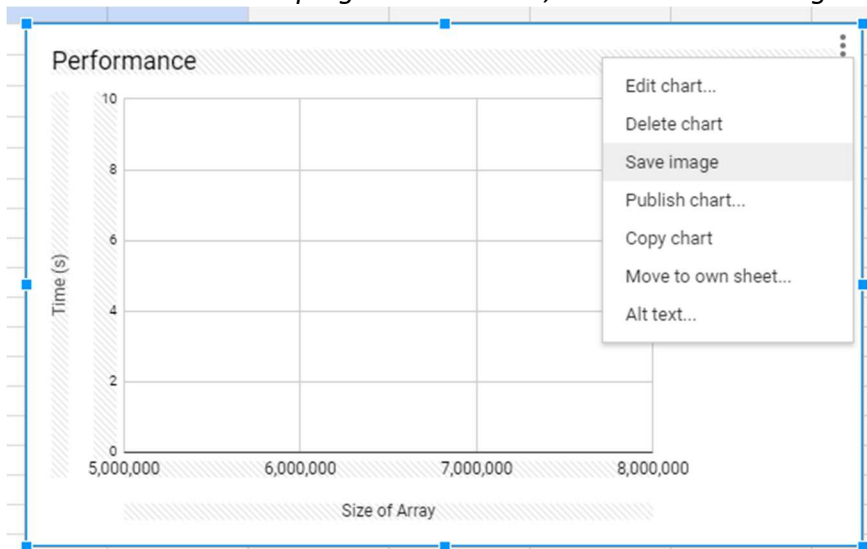 Performance
Edit chart...
Delete chart
Save image
Publish chart...
Copy chart
Move to own sheet...
Alt text...
Time (s)
10
8
6
4
2
0
5,000,000 6,000,000 7,000,000 8,000,000
Size of Array